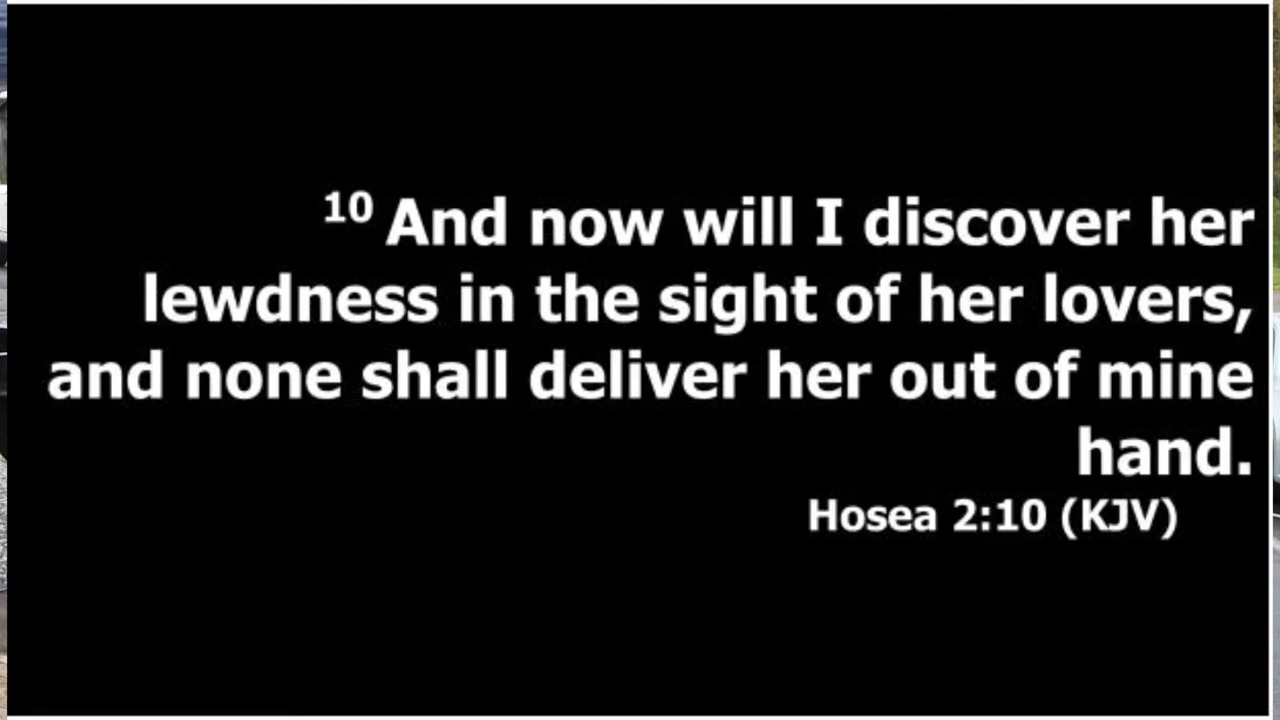 10 And now will I discover her
lewdness in the sight of her lovers,
and none shall deliver her out of mine
hand.
Hosea 2:10 (KJV)